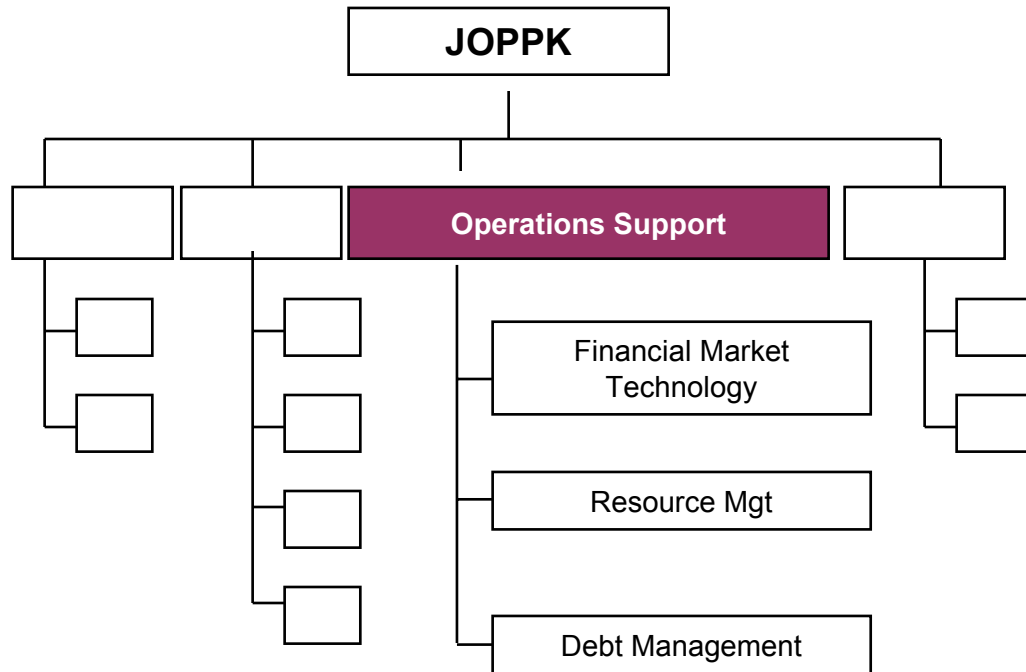 JOPPK
Operations Support
Financial Market
Technology
Resource Mgt
Debt Management